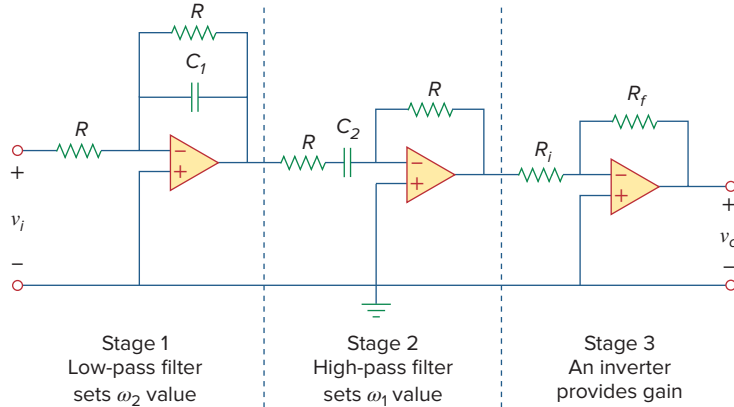 R
R
C1
R
C2
Rf
R
Ri
−
+
−
+
−
+
+
vi
−
+
vo
−
Stage 1
Low-pass filter
sets ω2 value
Stage 2
High-pass filter
sets ω1 value
Stage 3
An inverter
provides gain